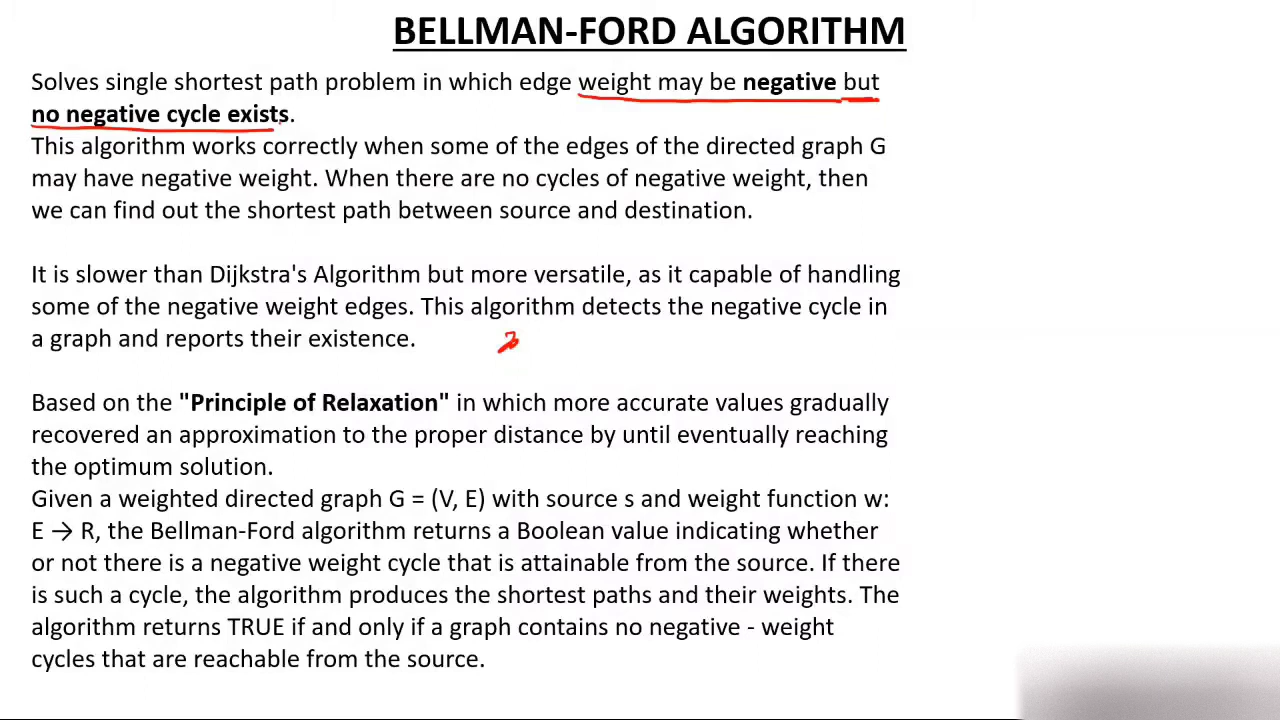 BELLMAN-FORD ALGORITHM
Solves single shortest path problem in which edge weight may be negative but
no negative cycle exists.
This algorithm works correctly when some of the edges of the directed graph G
may have negative weight. When there are no cycles of negative weight, then
we can find out the shortest path between source and destination.
It is slower than Dijkstra's Algorithm but more versatile, as it capable of handling
some of the negative weight edges. This algorithm detects the negative cycle in
a graph and reports their existence.
Based on the "Principle of Relaxation" in which more accurate values gradually
recovered an approximation to the proper distance by until eventually reaching
the optimum solution.
Given a weighted directed graph G = (V, E) with source s and weight function w:
E → R, the Bellman-Ford algorithm returns a Boolean value indicating whether
or not there is a negative weight cycle that is attainable from the source. If there
is such a cycle, the algorithm produces the shortest paths and their weights. The
algorithm returns TRUE if and only if a graph contains no negative - weight
cycles that are reachable from the source.